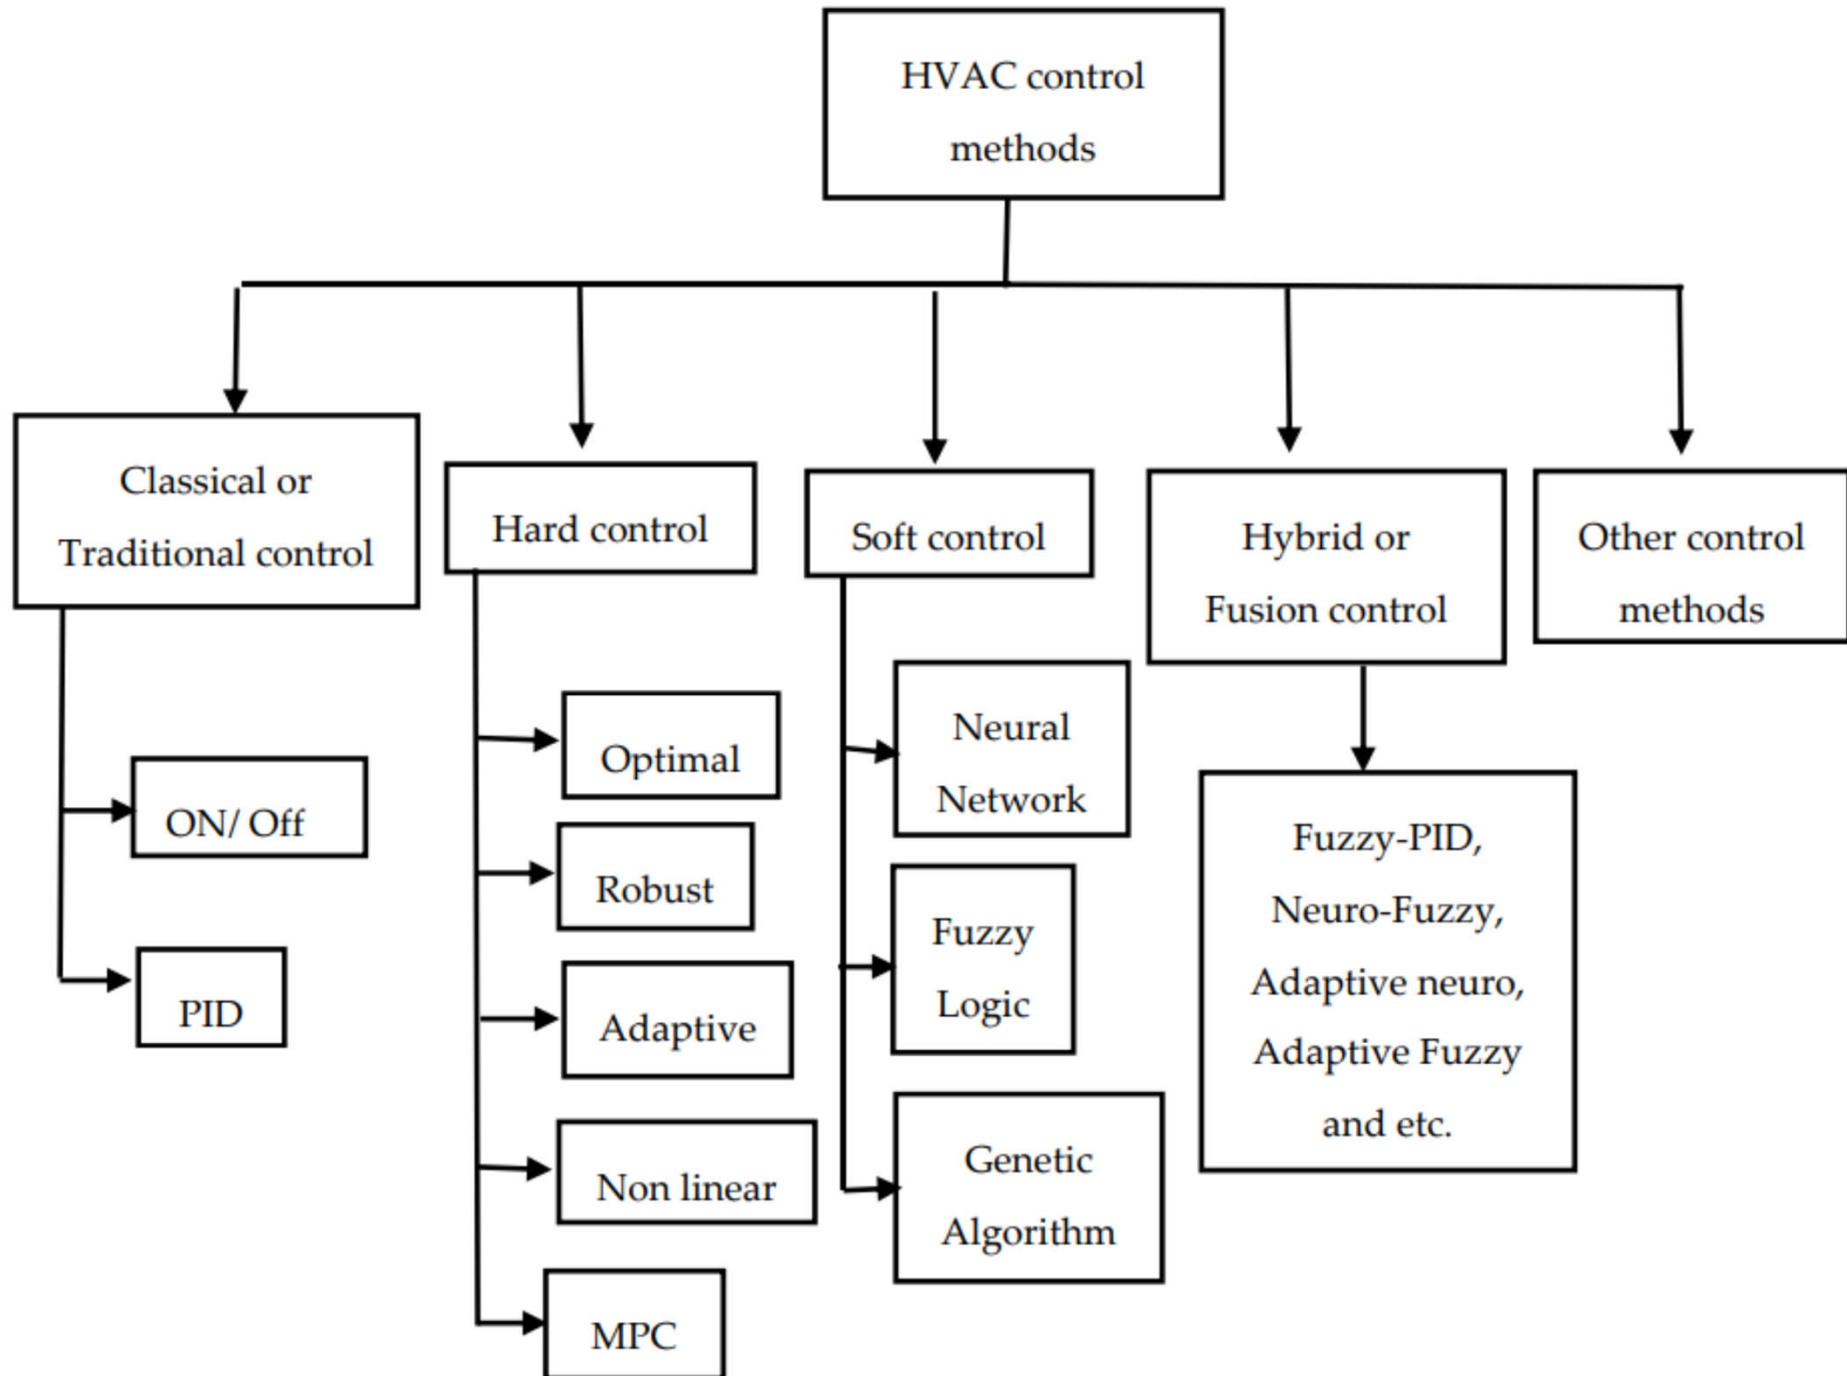 HVAC control
methods
Classical or
Traditional control
Hard control
Soft control
Hybrid or
Fusion control
Other control
methods
ON/ Off
PID
Optimal
Robust
Adaptive
Non linear
MPC
Neural
Network
Fuzzy
Logic
Genetic
Algorithm
Fuzzy-PID,
Neuro-Fuzzy,
Adaptive neuro,
Adaptive Fuzzy
and etc.